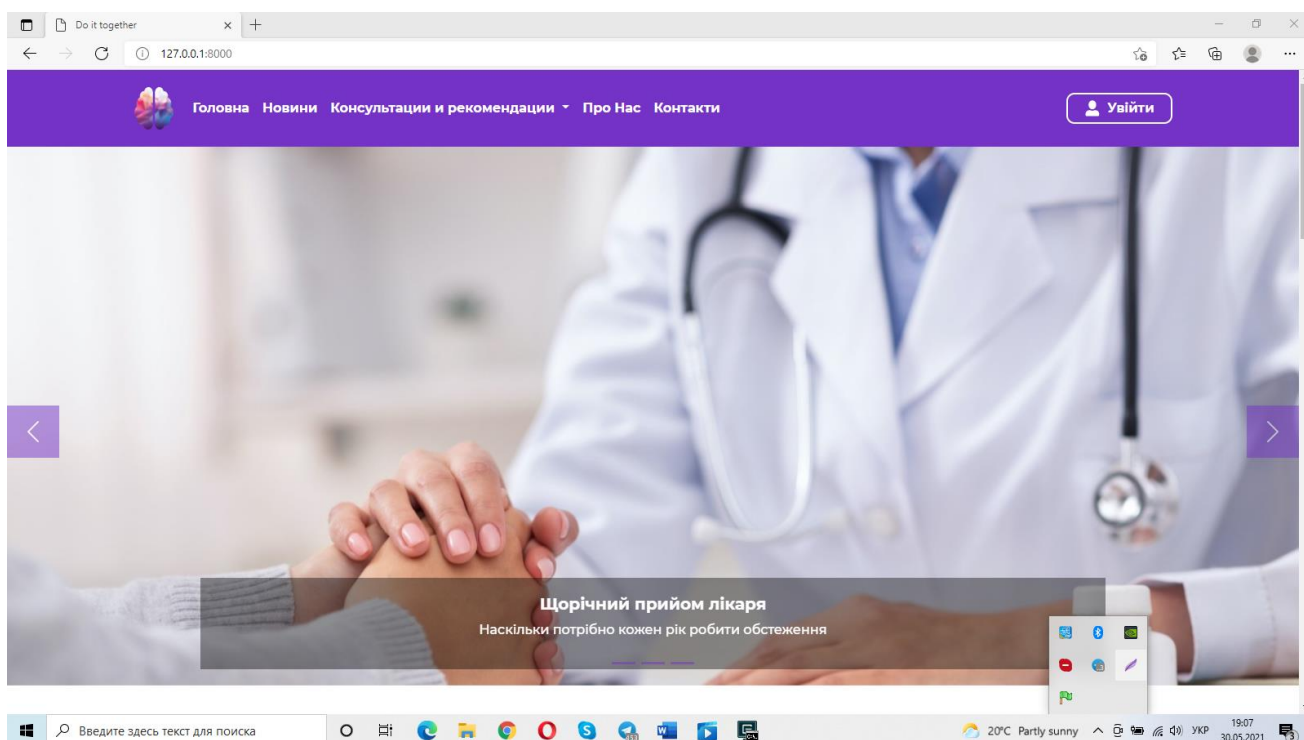 Do it together
127.0.0.1:8000
Головна Новини Консультации и рекомендации Про Нас Контакти Увійти
Щорічний прийом лікаря
Наскільки потрібно кожен рік робити обстеження
Введите здесь текст для поиска 20°C Partly sunny УКР 19:07
30.05.2021